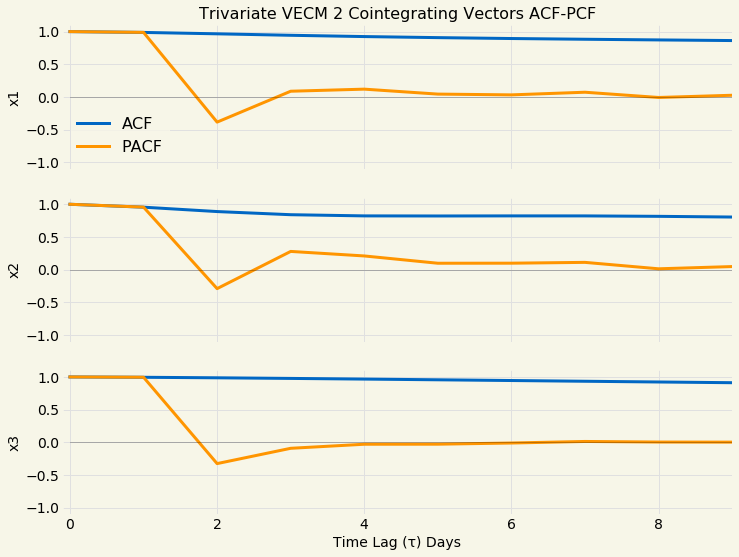 Trivariate VECM 2 Cointegrating Vectors ACF-PCF
1.0
0.5
0.0
−0.5
−1.0
x1
ACF
PACF
1.0
0.5
0.0
−0.5
−1.0
x2
1.0
0.5
0.0
−0.5
−1.0
x3
0 2 4 6 8
Time Lag (τ) Days